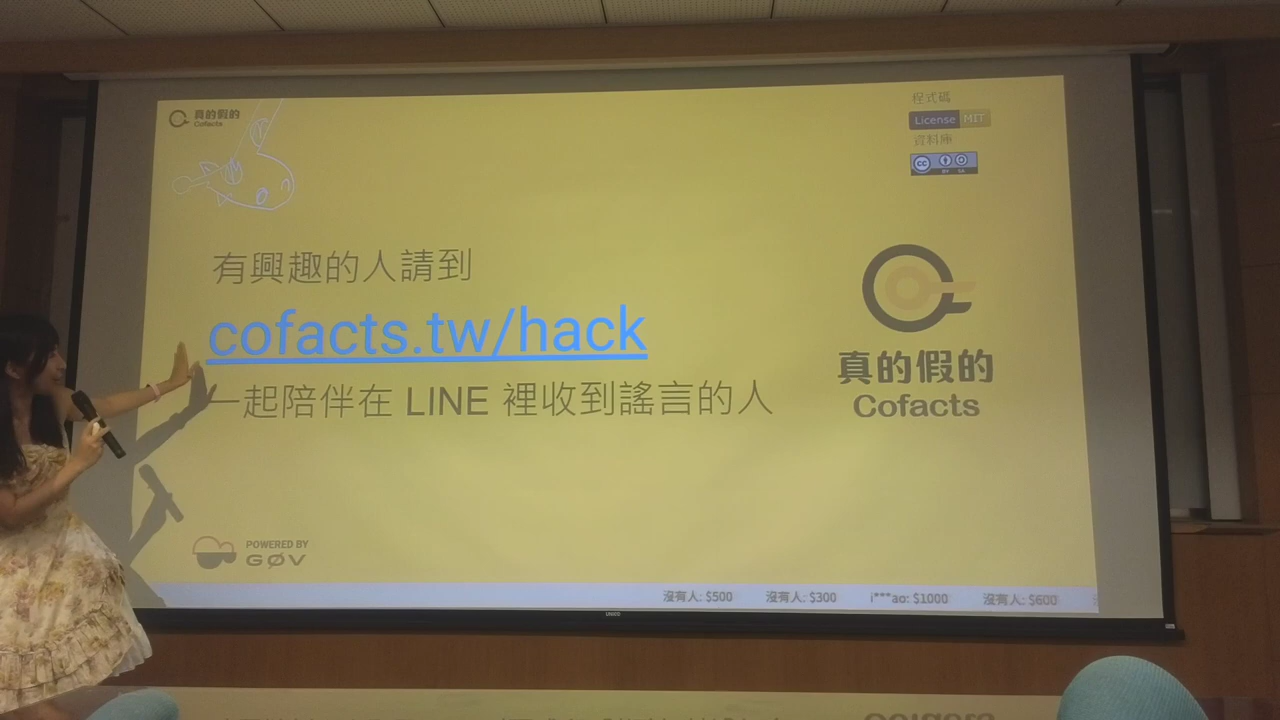 真的假的
Cofacts
程式碼
License MIT
資料庫
CC BY SA
有興趣的人請到
cofacts.tw/hack
一起陪伴在 LINE 裡收到謠言的人
真的假的
Cofacts
POWERED BY
GØV
沒有人: $500 沒有人: $300 i***ao: $1000 沒有人: $600